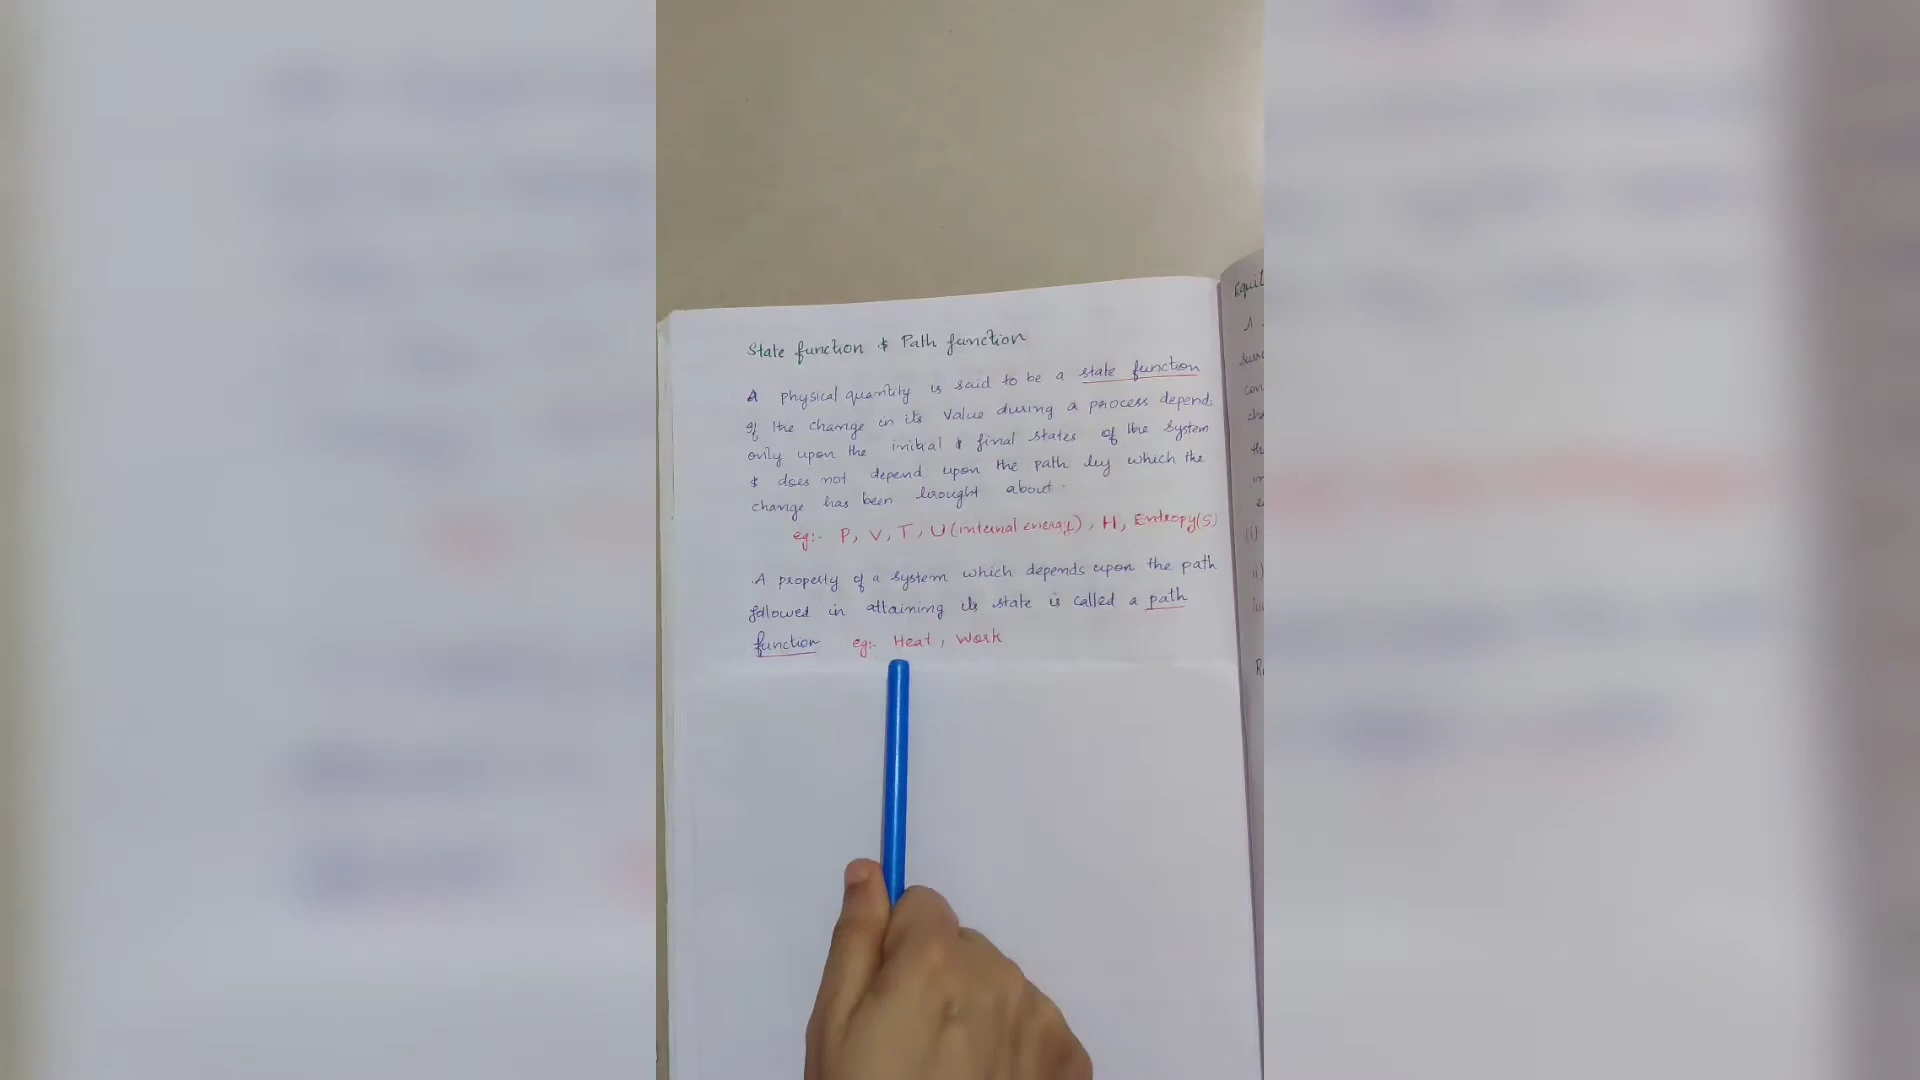 State function & Path function
A physical quantity is said to be a state function
if the change in its value during a process depends
only upon the initial & final states of the system
& does not depend upon the path by which the
change has been brought about.
eg:- P, V, T, U (internal energy), H, Entropy(S)
A property of a system which depends upon the path
followed in attaining its state is called a path
function eg:- Heat, Work
Equil
A
(i)
ii)